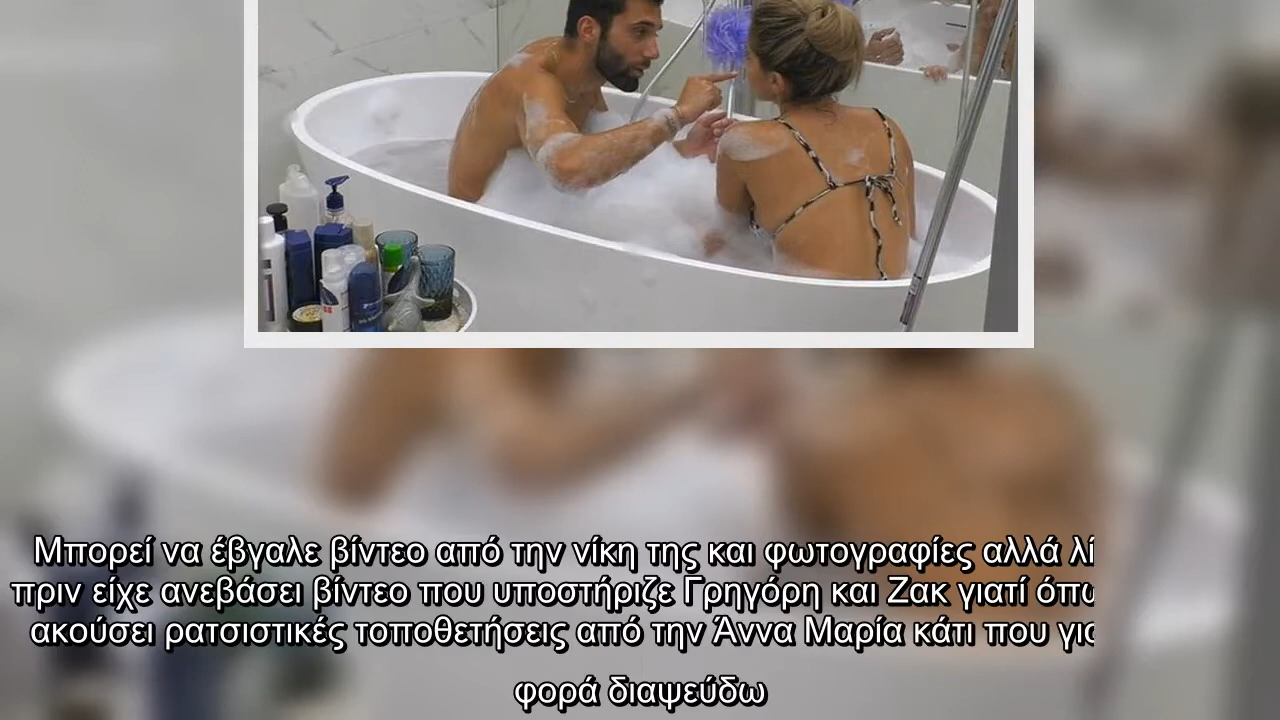 Μπορεί να έβγαλε βίντεο από την νίκη της και φωτογραφίες αλλά
πριν είχε ανεβάσει βίντεο που υποστήριζε Γρηγόρη και Ζακ γιατί
ακούσει ρατσιστικές τοποθετήσεις από την Άννα Μαρία κάτι που
φορά διαψεύδω